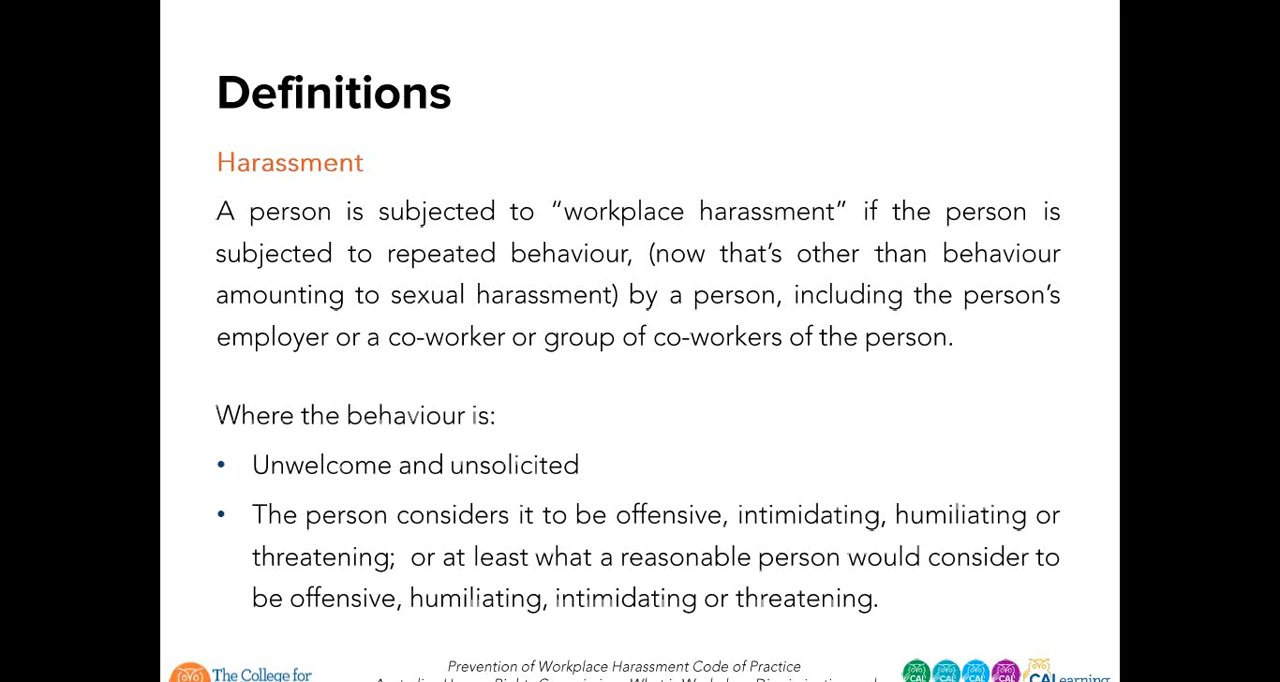 Definitions
Harassment
A person is subjected to “workplace harassment” if the person is
subjected to repeated behaviour, (now that’s other than behaviour
amounting to sexual harassment) by a person, including the person’s
employer or a co-worker or group of co-workers of the person.
Where the behaviour is:
• Unwelcome and unsolicited
• The person considers it to be offensive, intimidating, humiliating or
threatening; or at least what a reasonable person would consider to
be offensive, humiliating, intimidating or threatening.
Prevention of Workplace Harassment Code of Practice
The College for
CAL CAL CAL CAL CALearning